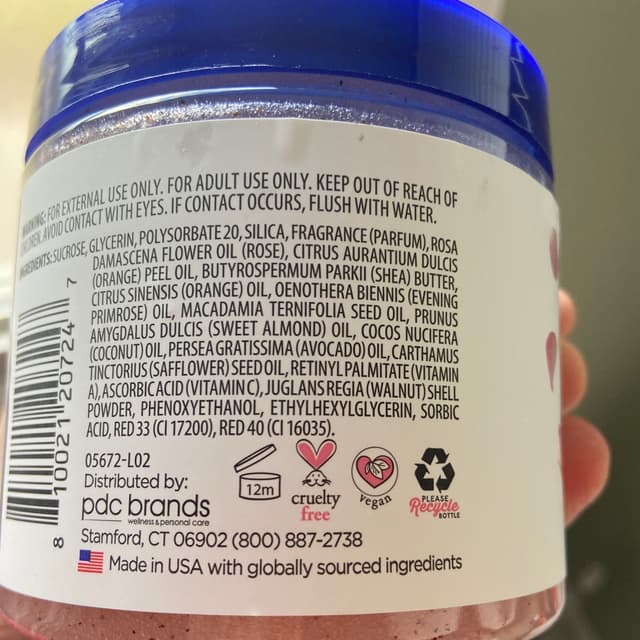 WARNING: FOR EXTERNAL USE ONLY. FOR ADULT USE ONLY. KEEP OUT OF REACH OF
CHILDREN. AVOID CONTACT WITH EYES. IF CONTACT OCCURS, FLUSH WITH WATER.
INGREDIENTS: SUCROSE, GLYCERIN, POLYSORBATE 20, SILICA, FRAGRANCE (PARFUM), ROSA
DAMASCENA FLOWER OIL (ROSE), CITRUS AURANTIUM DULCIS
(ORANGE) PEEL OIL, BUTYROSPERMUM PARKII (SHEA) BUTTER,
CITRUS SINENSIS (ORANGE) OIL, OENOTHERA BIENNIS (EVENING
PRIMROSE) OIL, MACADAMIA TERNIFOLIA SEED OIL, PRUNUS
AMYGDALUS DULCIS (SWEET ALMOND) OIL, COCOS NUCIFERA
(COCONUT) OIL, PERSEA GRATISSIMA (AVOCADO) OIL, CARTHAMUS
TINCTORIUS (SAFFLOWER) SEED OIL, RETINYL PALMITATE (VITAMIN
A), ASCORBIC ACID (VITAMIN C), JUGLANS REGIA (WALNUT) SHELL
POWDER, PHENOXYETHANOL, ETHYLHEXYLGLYCERIN, SORBIC
ACID, RED 33 (CI 17200), RED 40 (CI 16035).
8 10021 20724 7
05672-L02
Distributed by:
pdc brands
wellness & personal care
12m
cruelty
free
vegan
PLEASE
Recycle
BOTTLE
Stamford, CT 06902 (800) 887-2738
Made in USA with globally sourced ingredients